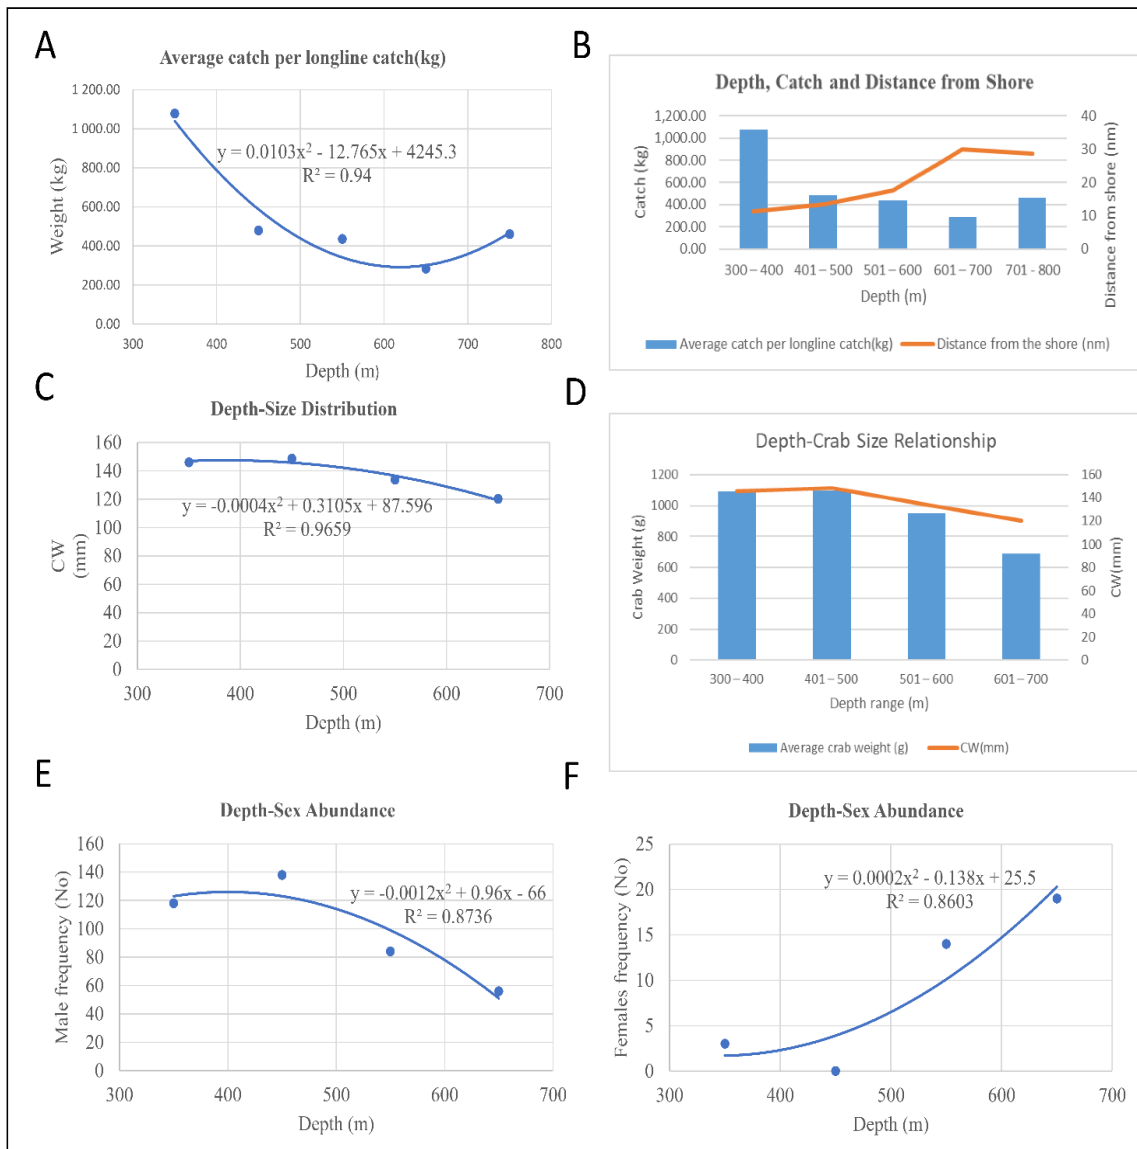 A
Average catch per longline catch(kg)
1 200.00
1 000.00
800.00
600.00
400.00
200.00
0.00
Weight (kg)
y = 0.0103x² - 12.765x + 4245.3
R² = 0.94
300
400
500
600
700
800
Depth (m)
B
Depth, Catch and Distance from Shore
1,200.00
1,000.00
800.00
600.00
400.00
200.00
0.00
Catch (kg)
40
30
20
10
0
Distance from shore (nm)
300-400
401-500
501-600
601-700
701-800
Depth (m)
Average catch per longline catch(kg)
Distance from the shore (nm)
C
Depth-Size Distribution
160
140
120
100
80
60
40
20
0
CW
(mm)
y = -0.0004x² + 0.3105x + 87.596
R² = 0.9659
300
400
500
600
700
Depth (m)
D
Depth-Crab Size Relationship
1200
1000
800
600
400
200
0
Crab Weight (g)
160
140
120
100
80
60
40
20
0
CW(mm)
300-400
401-500
501-600
601-700
Depth range (m)
Average crab weight (g)
CW(mm)
E
Depth-Sex Abundance
160
140
120
100
80
60
40
20
0
Male frequency (No)
y = -0.0012x² + 0.96x - 66
R² = 0.8736
300
400
500
600
700
Depth (m)
F
Depth-Sex Abundance
25
20
15
10
5
0
Females frequency (No)
y = 0.0002x² - 0.138x + 25.5
R² = 0.8603
300
400
500
600
700
Depth (m)